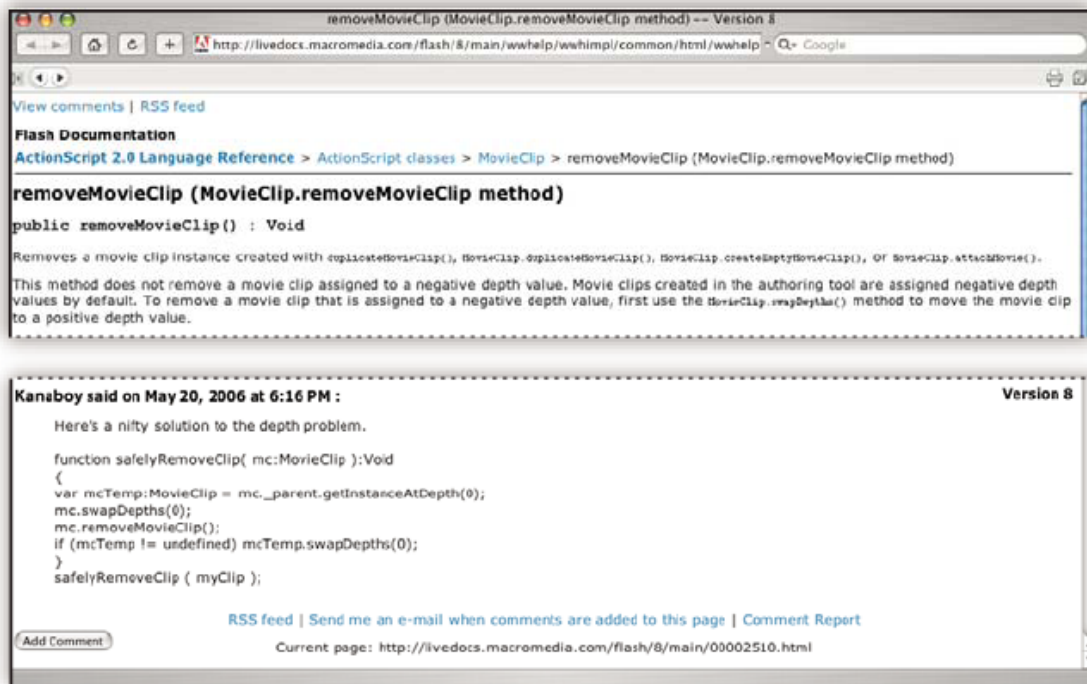 removeMovieClip (MovieClip.removeMovieClip method) -- Version 8
http://livedocs.macromedia.com/flash/8/main/wwhelp/wwhimpl/common/html/wwhelp
Google
View comments | RSS feed
Flash Documentation
ActionScript 2.0 Language Reference > ActionScript classes > MovieClip > removeMovieClip (MovieClip.removeMovieClip method)
removeMovieClip (MovieClip.removeMovieClip method)
public removeMovieClip() : Void
Removes a movie clip instance created with duplicateMovieClip(), MovieClip.duplicateMovieClip(), MovieClip.createEmptyMovieClip(), or MovieClip.attachMovie().
This method does not remove a movie clip assigned to a negative depth value. Movie clips created in the authoring tool are assigned negative depth
values by default. To remove a movie clip that is assigned to a negative depth value, first use the MovieClip.swapDepths() method to move the movie clip
to a positive depth value.
Kanaboy said on May 20, 2006 at 6:16 PM :
Version 8
Here's a nifty solution to the depth problem.
function safelyRemoveClip( mc:MovieClip ):Void
{
var mcTemp:MovieClip = mc._parent.getInstanceAtDepth(0);
mc.swapDepths(0);
mc.removeMovieClip();
if (mcTemp != undefined) mcTemp.swapDepths(0);
}
safelyRemoveClip ( myClip );
RSS feed | Send me an e-mail when comments are added to this page | Comment Report
Add Comment
Current page: http://livedocs.macromedia.com/flash/8/main/00002510.html